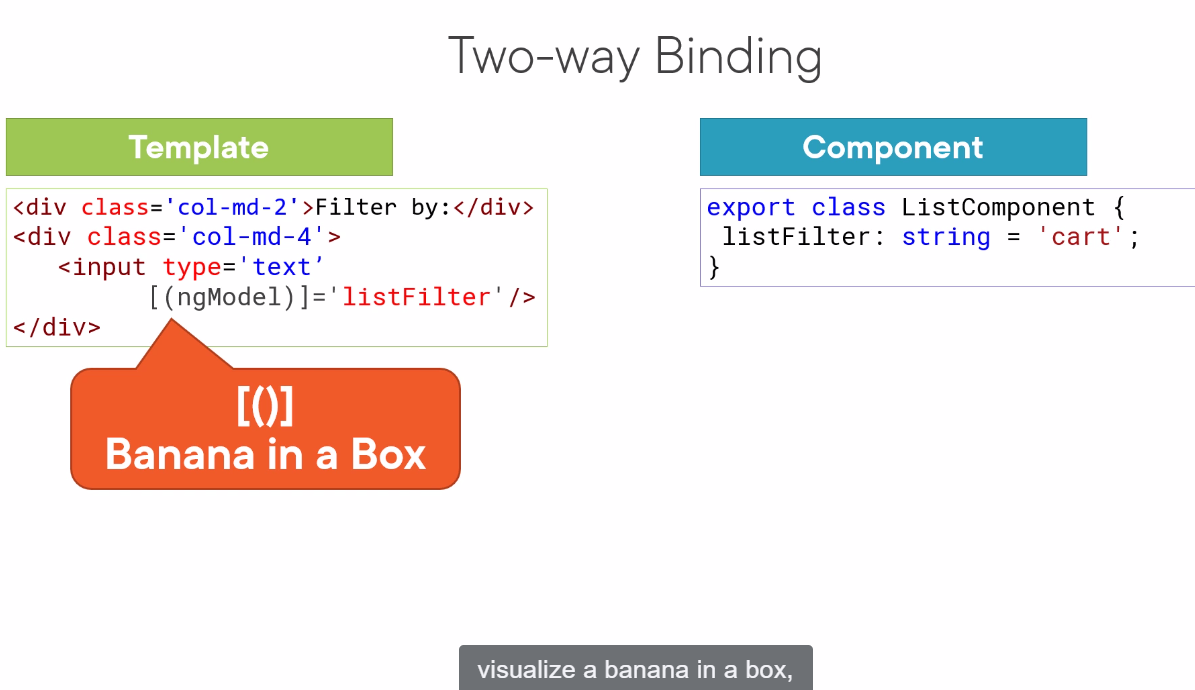 Two-way Binding
Template
<div class='col-md-2'>Filter by:</div>
<div class='col-md-4'>
<input type='text’
[(ngModel)]='listFilter'/>
</div>
[()]
Banana in a Box
Component
export class ListComponent {
listFilter: string = 'cart';
}
visualize a banana in a box,